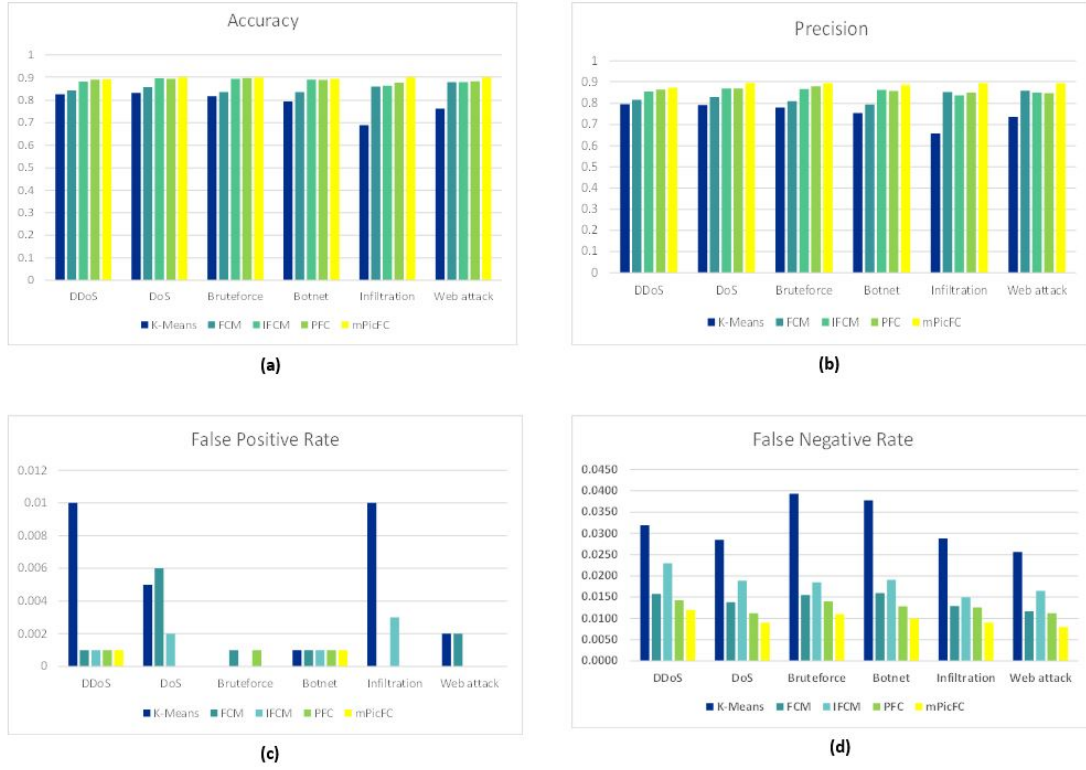 Accuracy
1
0.9
0.8
0.7
0.6
0.5
0.4
0.3
0.2
0.1
0
DDoS DoS Bruteforce Botnet Infiltration Web attack
K-Means FCM IFCM PFC mPicFC
(a)
Precision
1
0.9
0.8
0.7
0.6
0.5
0.4
0.3
0.2
0.1
0
DDoS DoS Bruteforce Botnet Infiltration Web attack
K-Means FCM IFCM PFC mPicFC
(b)
False Positive Rate
0.012
0.01
0.008
0.006
0.004
0.002
0
DDoS DoS Bruteforce Botnet Infiltration Web attack
K-Means FCM IFCM PFC mPicFC
(c)
False Negative Rate
0.0450
0.0400
0.0350
0.0300
0.0250
0.0200
0.0150
0.0100
0.0050
0.0000
DDoS DoS Bruteforce Botnet Infiltration Web attack
K-Means FCM IFCM PFC mPicFC
(d)